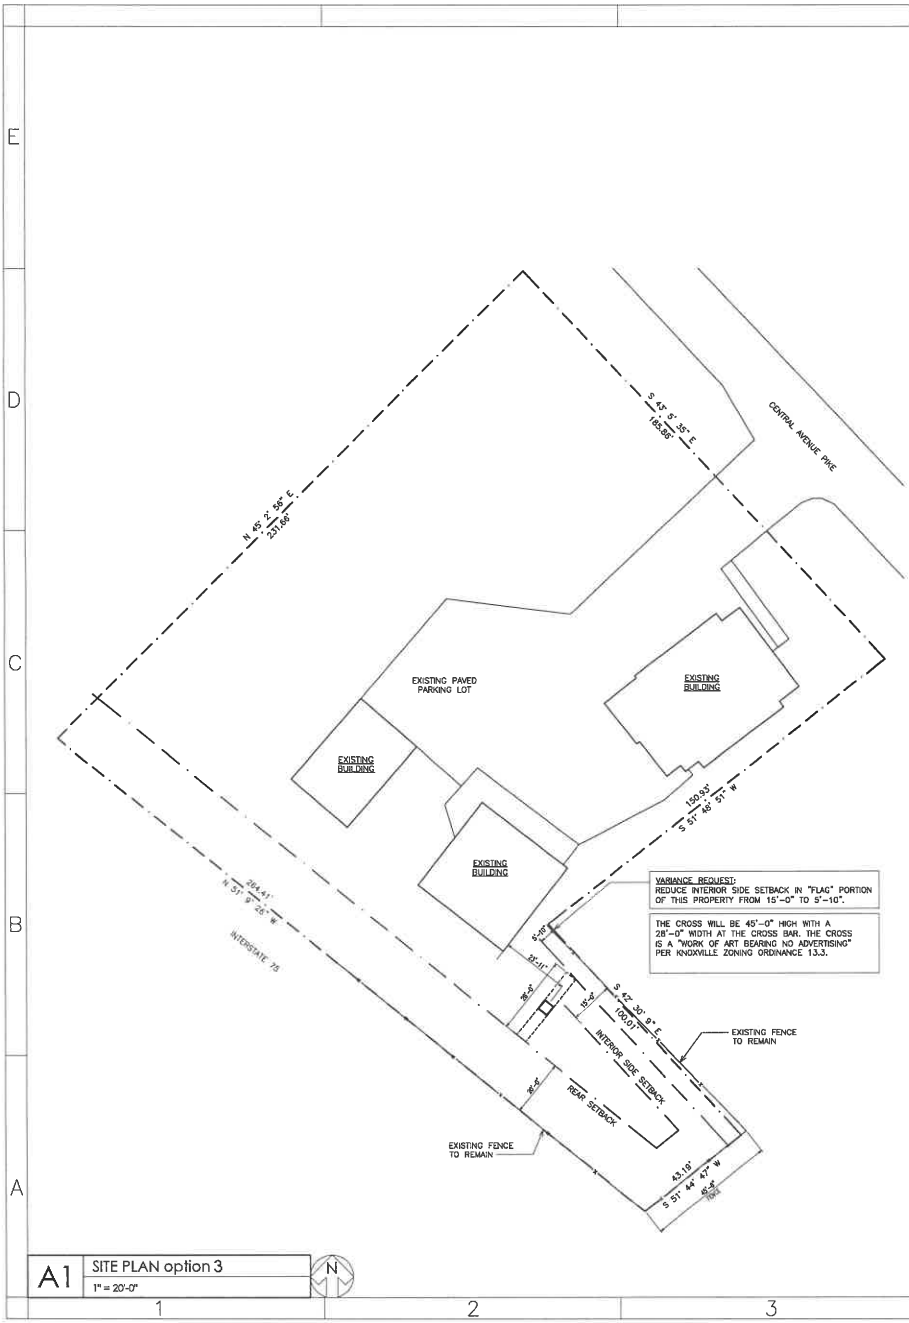 E
D
C
B
A
S 43° 5' 35" E
185.86'
CENTRAL AVENUE PIKE
N 45° 2' 56" E
231.66'
EXISTING PAVED
PARKING LOT
EXISTING
BUILDING
EXISTING
BUILDING
EXISTING
BUILDING
150.93'
S 51° 48' 51" W
264.41'
N 51° 9' 26" W
INTERSTATE 75
VARIANCE REQUEST:
REDUCE INTERIOR SIDE SETBACK IN "FLAG" PORTION
OF THIS PROPERTY FROM 15'-0" TO 5'-10".
THE CROSS WILL BE 45'-0" HIGH WITH A
28'-0" WIDTH AT THE CROSS BAR. THE CROSS
IS A "WORK OF ART BEARING NO ADVERTISING"
PER KNOXVILLE ZONING ORDINANCE 13.3.
5'-10"
23'-11"
28'-0"
15'-0"
S 42° 30' 9" E
100.01'
INTERIOR SIDE SETBACK
REAR SETBACK
EXISTING FENCE
TO REMAIN
EXISTING FENCE
TO REMAIN
43.19'
S 51° 44' 47" W
A1
SITE PLAN option 3
1" = 20'-0"
N
1
2
3